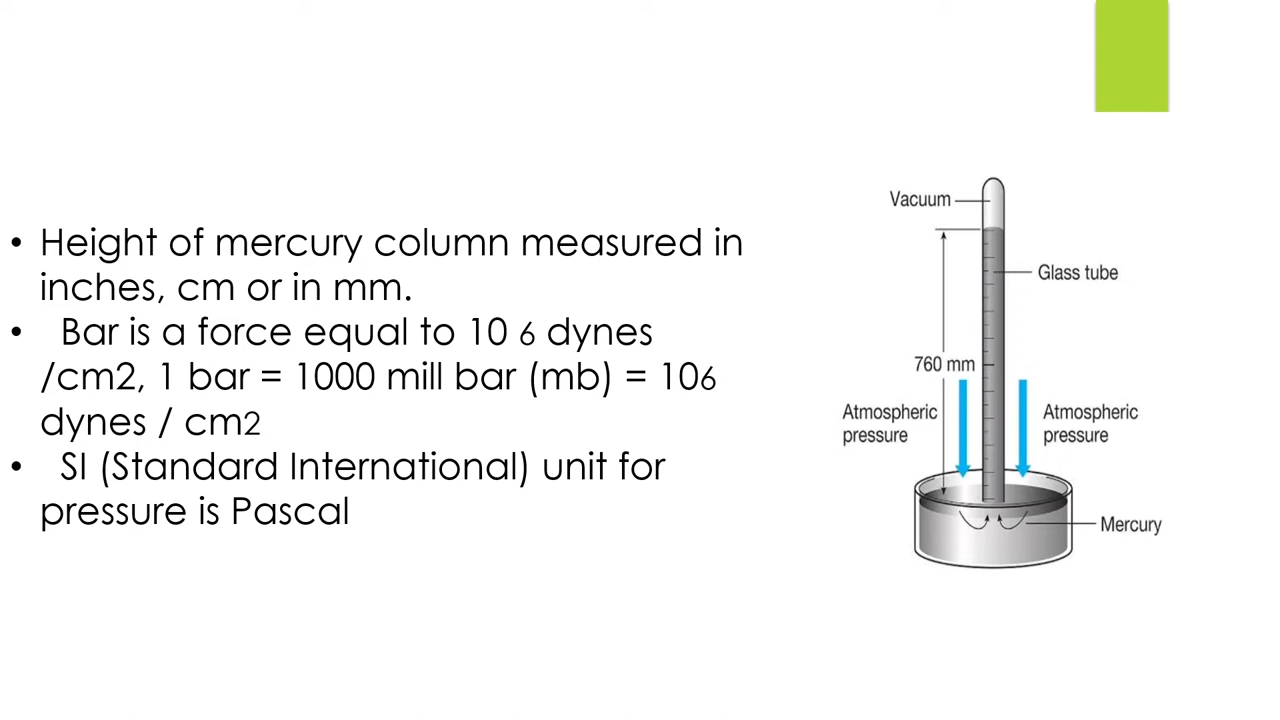 • Height of mercury column measured in
inches, cm or in mm.
• Bar is a force equal to 10 6 dynes
/cm2, 1 bar = 1000 mill bar (mb) = 106
dynes / cm2
• SI (Standard International) unit for
pressure is Pascal
Vacuum
Glass tube
760 mm
Atmospheric
pressure
Atmospheric
pressure
Mercury